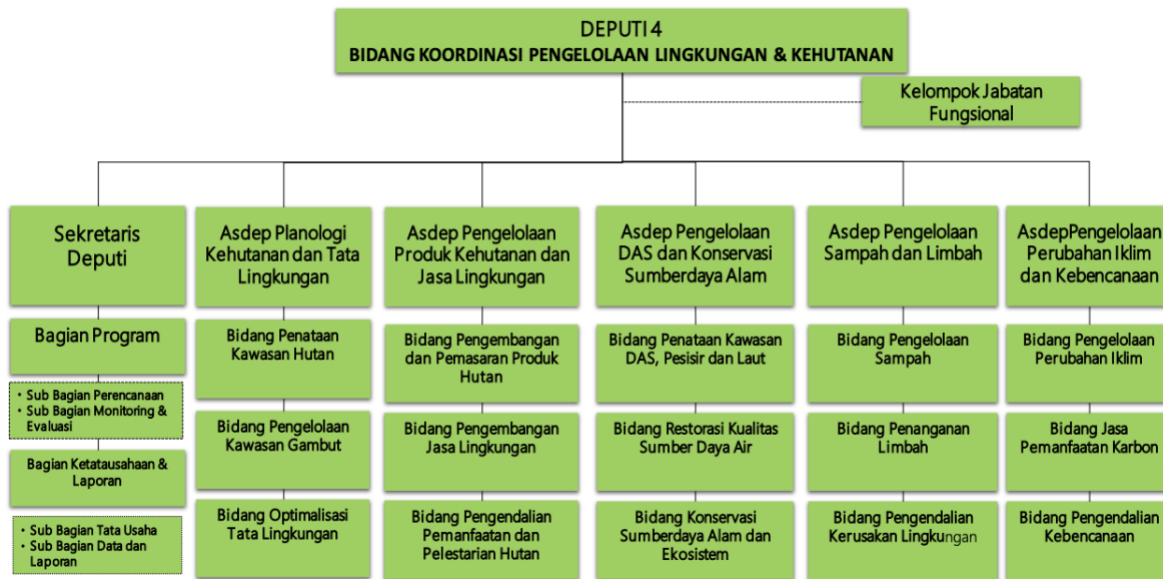 DEPUTI 4
BIDANG KOORDINASI PENGELOLAAN LINGKUNGAN & KEHUTANAN
Kelompok Jabatan
Fungsional
Sekretaris
Deputi
Bagian Program
• Sub Bagian Perencanaan
• Sub Bagian Monitoring &
Evaluasi
Bagian Ketatausahaan &
Laporan
• Sub Bagian Tata Usaha
• Sub Bagian Data dan
Laporan
Asdep Planologi
Kehutanan dan Tata
Lingkungan
Bidang Penataan
Kawasan Hutan
Bidang Pengelolaan
Kawasan Gambut
Bidang Optimalisasi
Tata Lingkungan
Asdep Pengelolaan
Produk Kehutanan dan
Jasa Lingkungan
Bidang Pengembangan
dan Pemasaran Produk
Hutan
Bidang Pengembangan
Jasa Lingkungan
Bidang Pengendalian
Pemanfaatan dan
Pelestarian Hutan
Asdep Pengelolaan
DAS dan Konservasi
Sumberdaya Alam
Bidang Penataan Kawasan
DAS, Pesisir dan Laut
Bidang Restorasi Kualitas
Sumber Daya Air
Bidang Konservasi
Sumberdaya Alam dan
Ekosistem
Asdep Pengelolaan
Sampah dan Limbah
Bidang Pengelolaan
Sampah
Bidang Penanganan
Limbah
Bidang Pengendalian
Kerusakan Lingkungan
AsdepPengelolaan
Perubahan Iklim
dan Kebencanaan
Bidang Pengelolaan
Perubahan Iklim
Bidang Jasa
Pemanfaatan Karbon
Bidang Pengendalian
Kebencanaan